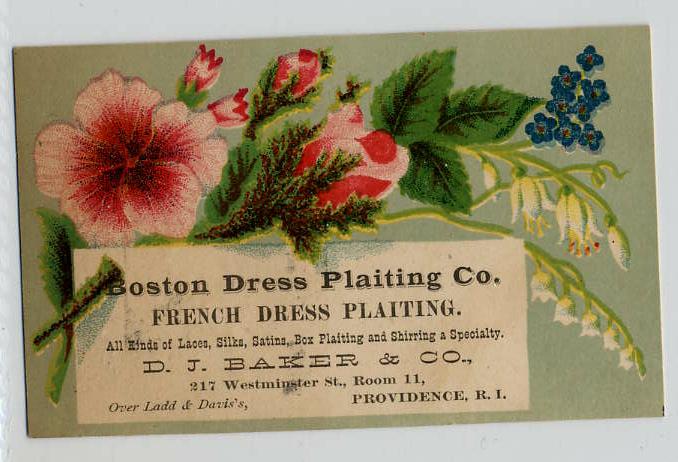 Boston Dress Plaiting Co.
FRENCH DRESS PLAITING.
All Kinds of Laces, Silks, Satins, Box Plaiting and Shirring a Specialty.
D. J. BAKER & CO.,
217 Westminster St., Room 11,
Over Ladd & Davis's, PROVIDENCE, R. I.